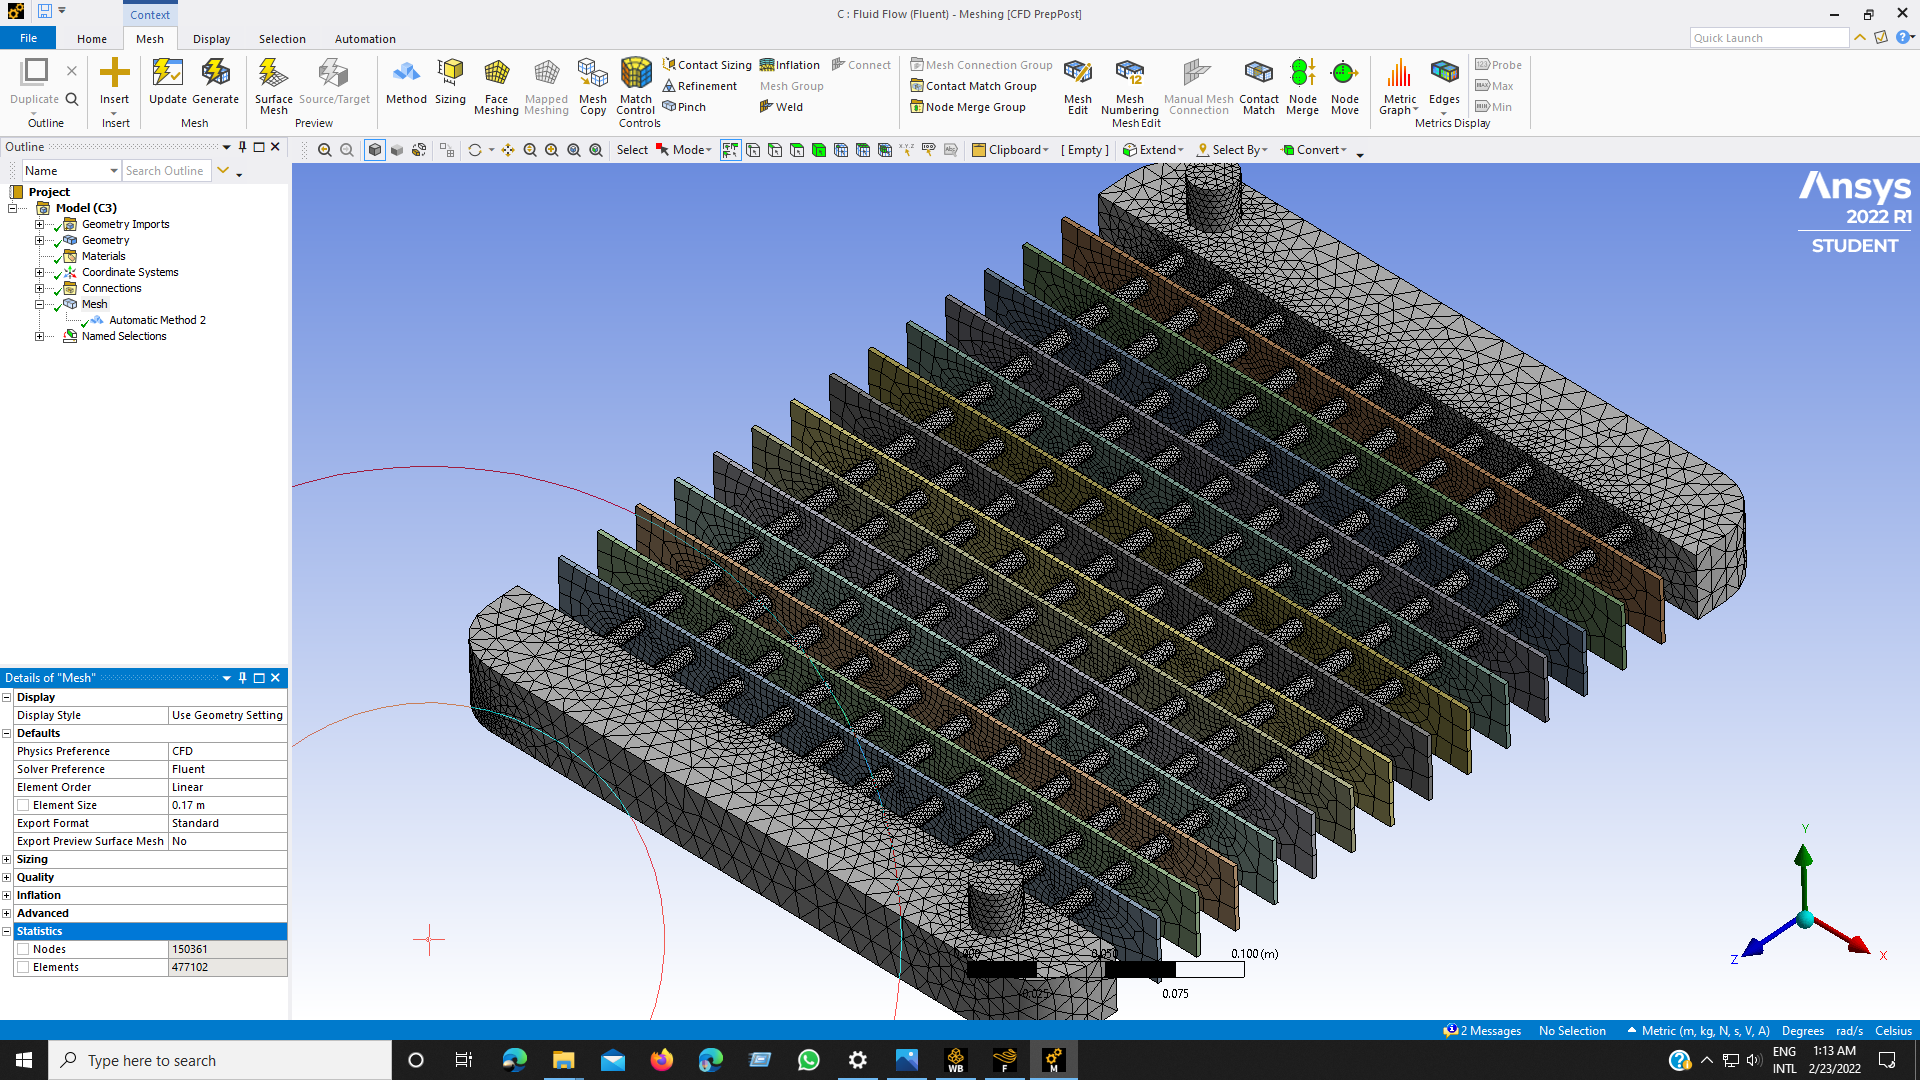 Context
C : Fluid Flow (Fluent) - Meshing [CFD PrepPost]
File Home Mesh Display Selection Automation
Quick Launch
Duplicate
Outline
Insert
Insert
Update Generate
Mesh
Surface Mesh Source/Target
Preview
Method Sizing Face Meshing Mapped Meshing Mesh Copy Match Control
Contact Sizing Inflation Connect
Refinement Mesh Group
Pinch Weld
Controls
Mesh Connection Group
Contact Match Group
Node Merge Group
Mesh Edit Mesh Numbering Manual Mesh Connection Contact Match Node Merge Node Move
Mesh Edit
Metric Graph Edges
Probe
Max
Min
Metrics Display
Select Mode Clipboard [ Empty ] Extend Select By Convert
Outline
Name Search Outline
Project
Model (C3)
Geometry Imports
Geometry
Materials
Coordinate Systems
Connections
Mesh
Automatic Method 2
Named Selections
Details of "Mesh"
Display
Display Style Use Geometry Setting
Defaults
Physics Preference CFD
Solver Preference Fluent
Element Order Linear
Element Size 0.17 m
Export Format Standard
Export Preview Surface Mesh No
Sizing
Quality
Inflation
Advanced
Statistics
Nodes 150361
Elements 477102
Ansys
2022 R1
STUDENT
Y
X
Z
0.000 0.050 0.100 (m)
0.025 0.075
2 Messages No Selection Metric (m, kg, N, s, V, A) Degrees rad/s Celsius
Type here to search
WB
F
M
ENG
INTL
1:13 AM
2/23/2022